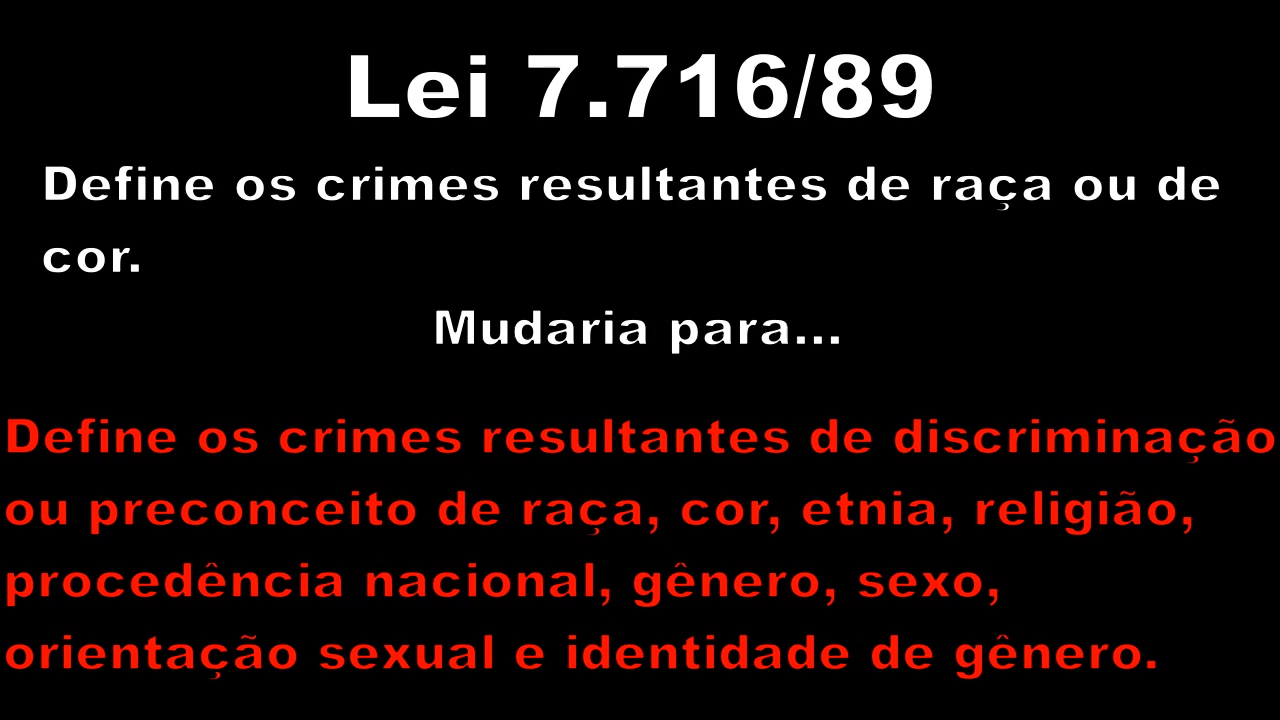 Lei 7.716/89
Define os crimes resultantes de raça ou de
cor.
Mudaria para...
Define os crimes resultantes de discriminação
ou preconceito de raça, cor, etnia, religião,
procedência nacional, gênero, sexo,
orientação sexual e identidade de gênero.